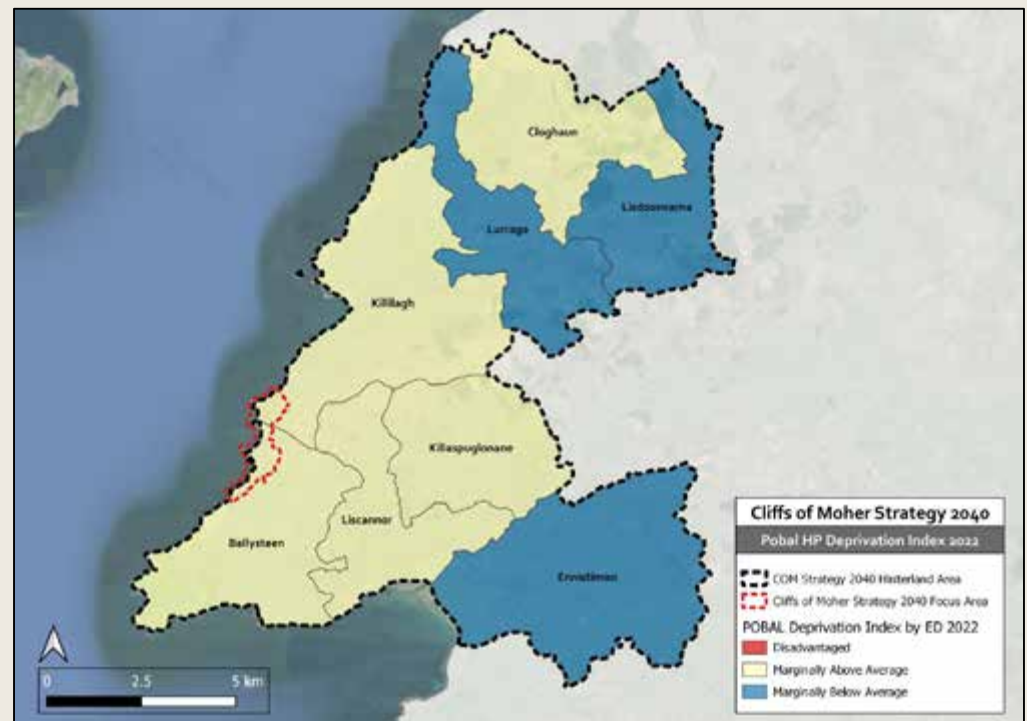 Cloghaun
Lisdoonvarna
Lurraga
Killilagh
Killaspuglonane
Liscannor
Ballysteen
Ennistimon
Cliffs of Moher Strategy 2040
Pobal HP Deprivation Index 2022
COM Strategy 2040 Hinterland Area
Cliffs of Moher Strategy 2040 Focus Area
POBAL Deprivation Index by ED 2022
Disadvantaged
Marginally Above Average
Marginally Below Average
0 2.5 5 km